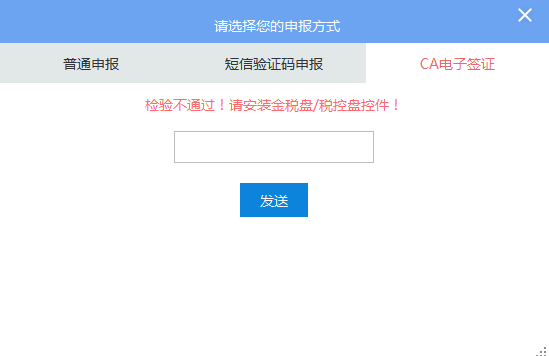 请选择您的申报方式
普通申报 短信验证码申报 CA电子签证
检验不通过！请安装金税盘/税控盘控件！
发送